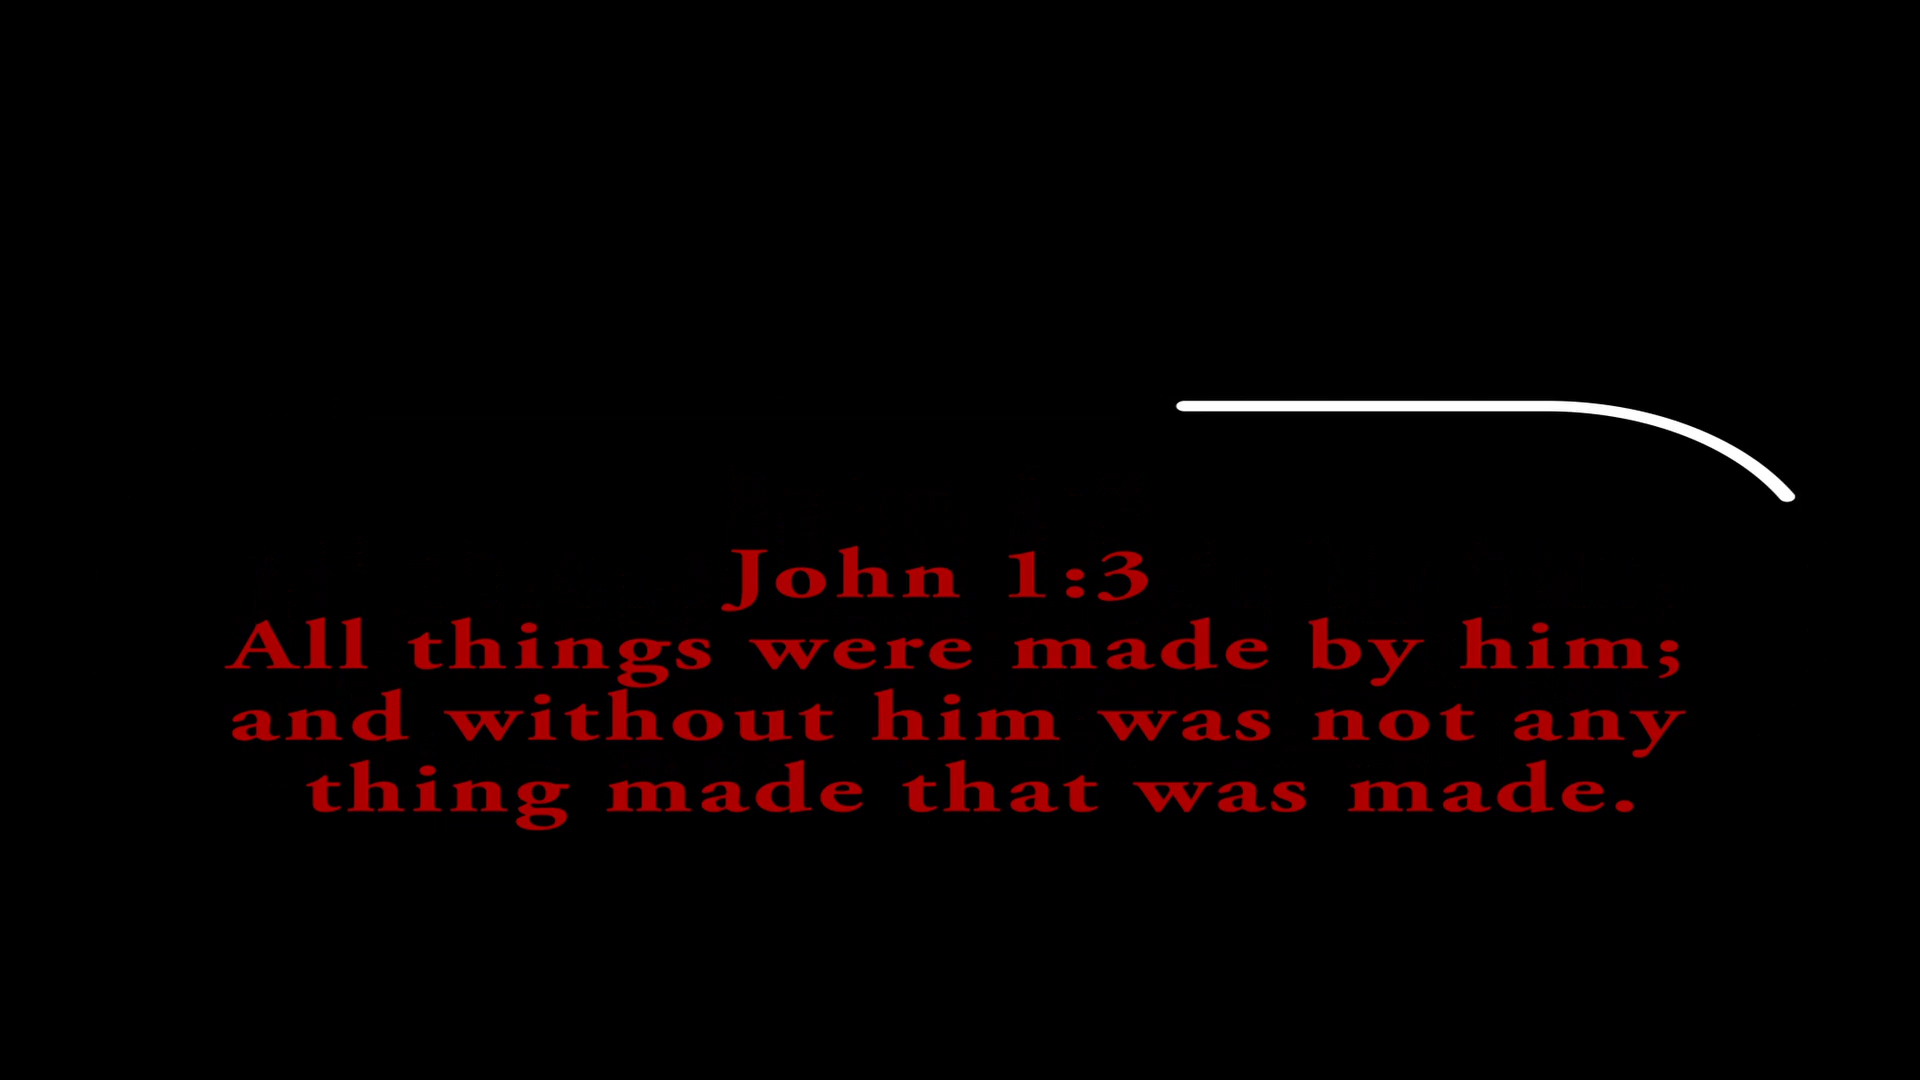 John 1:3
All things were made by him;
and without him was not any
thing made that was made.